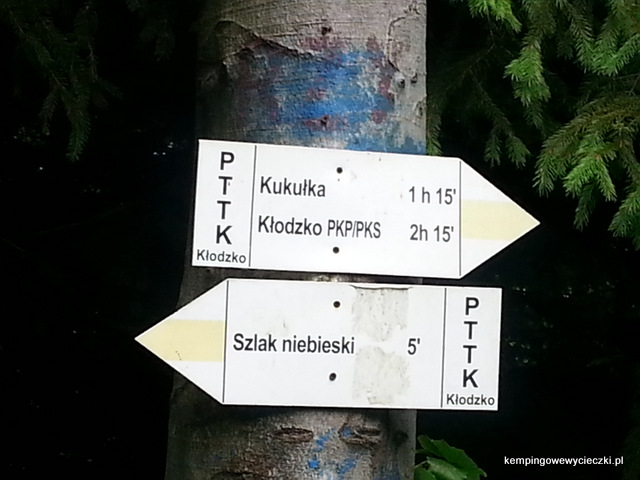 PTTK
Kłodzko
Kukułka 1 h 15'
Kłodzko PKP/PKS 2h 15'
Szlak niebieski 5'
PTTK
Kłodzko
kempingowewycieczki.pl